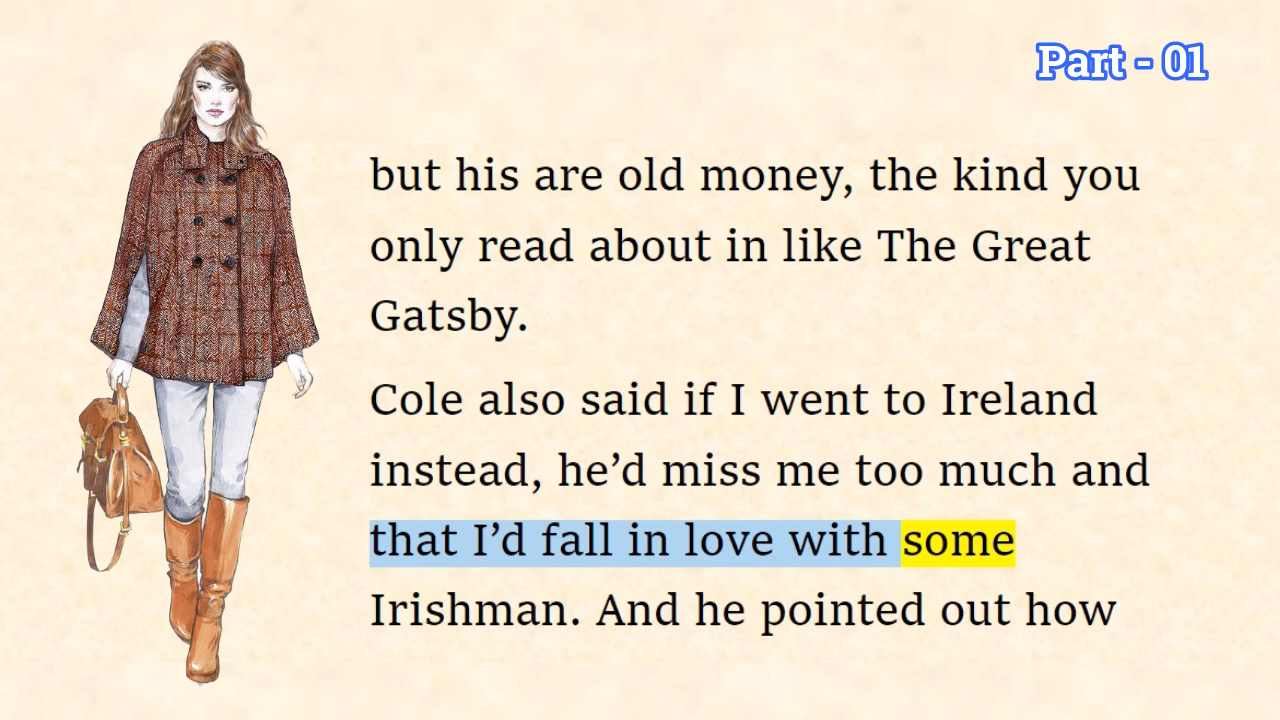 Part - 01
but his are old money, the kind you
only read about in like The Great
Gatsby.
Cole also said if I went to Ireland
instead, he’d miss me too much and
that I’d fall in love with some
Irishman. And he pointed out how